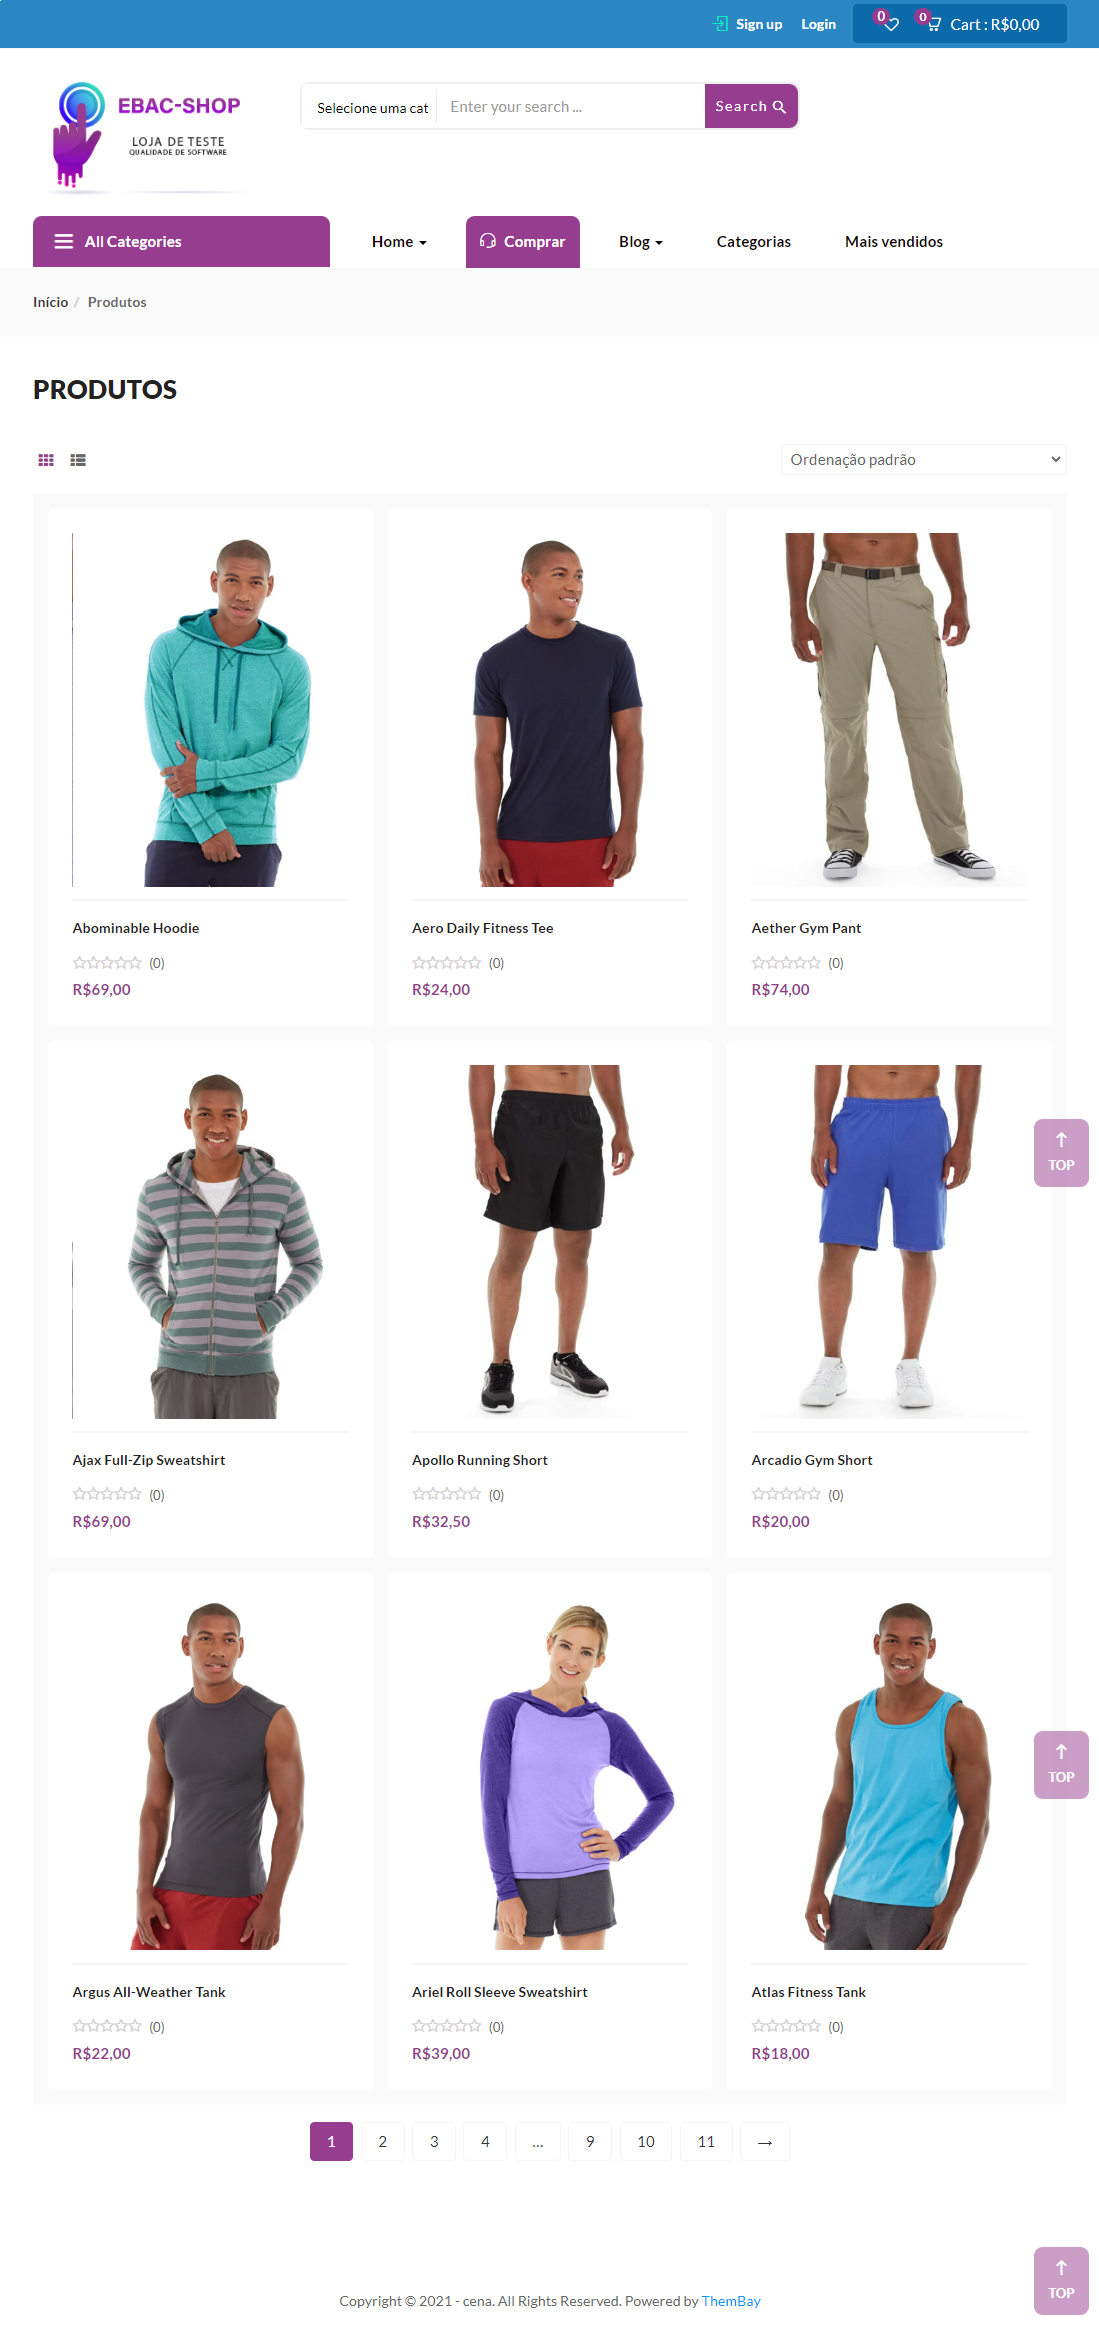 Sign up Login 0 0 Cart : R$0,00
EBAC-SHOP
LOJA DE TESTE
QUALIDADE DE SOFTWARE
Selecione uma cat Enter your search ... Search
All Categories Home Comprar Blog Categorias Mais vendidos
Início / Produtos
PRODUTOS
Ordenação padrão
Abominable Hoodie Aero Daily Fitness Tee Aether Gym Pant
(0) (0) (0)
R$69,00 R$24,00 R$74,00
TOP
Ajax Full-Zip Sweatshirt Apollo Running Short Arcadio Gym Short
(0) (0) (0)
R$69,00 R$32,50 R$20,00
TOP
Argus All-Weather Tank Ariel Roll Sleeve Sweatshirt Atlas Fitness Tank
(0) (0) (0)
R$22,00 R$39,00 R$18,00
1 2 3 4 … 9 10 11 →
TOP
Copyright © 2021 - cena. All Rights Reserved. Powered by ThemBay